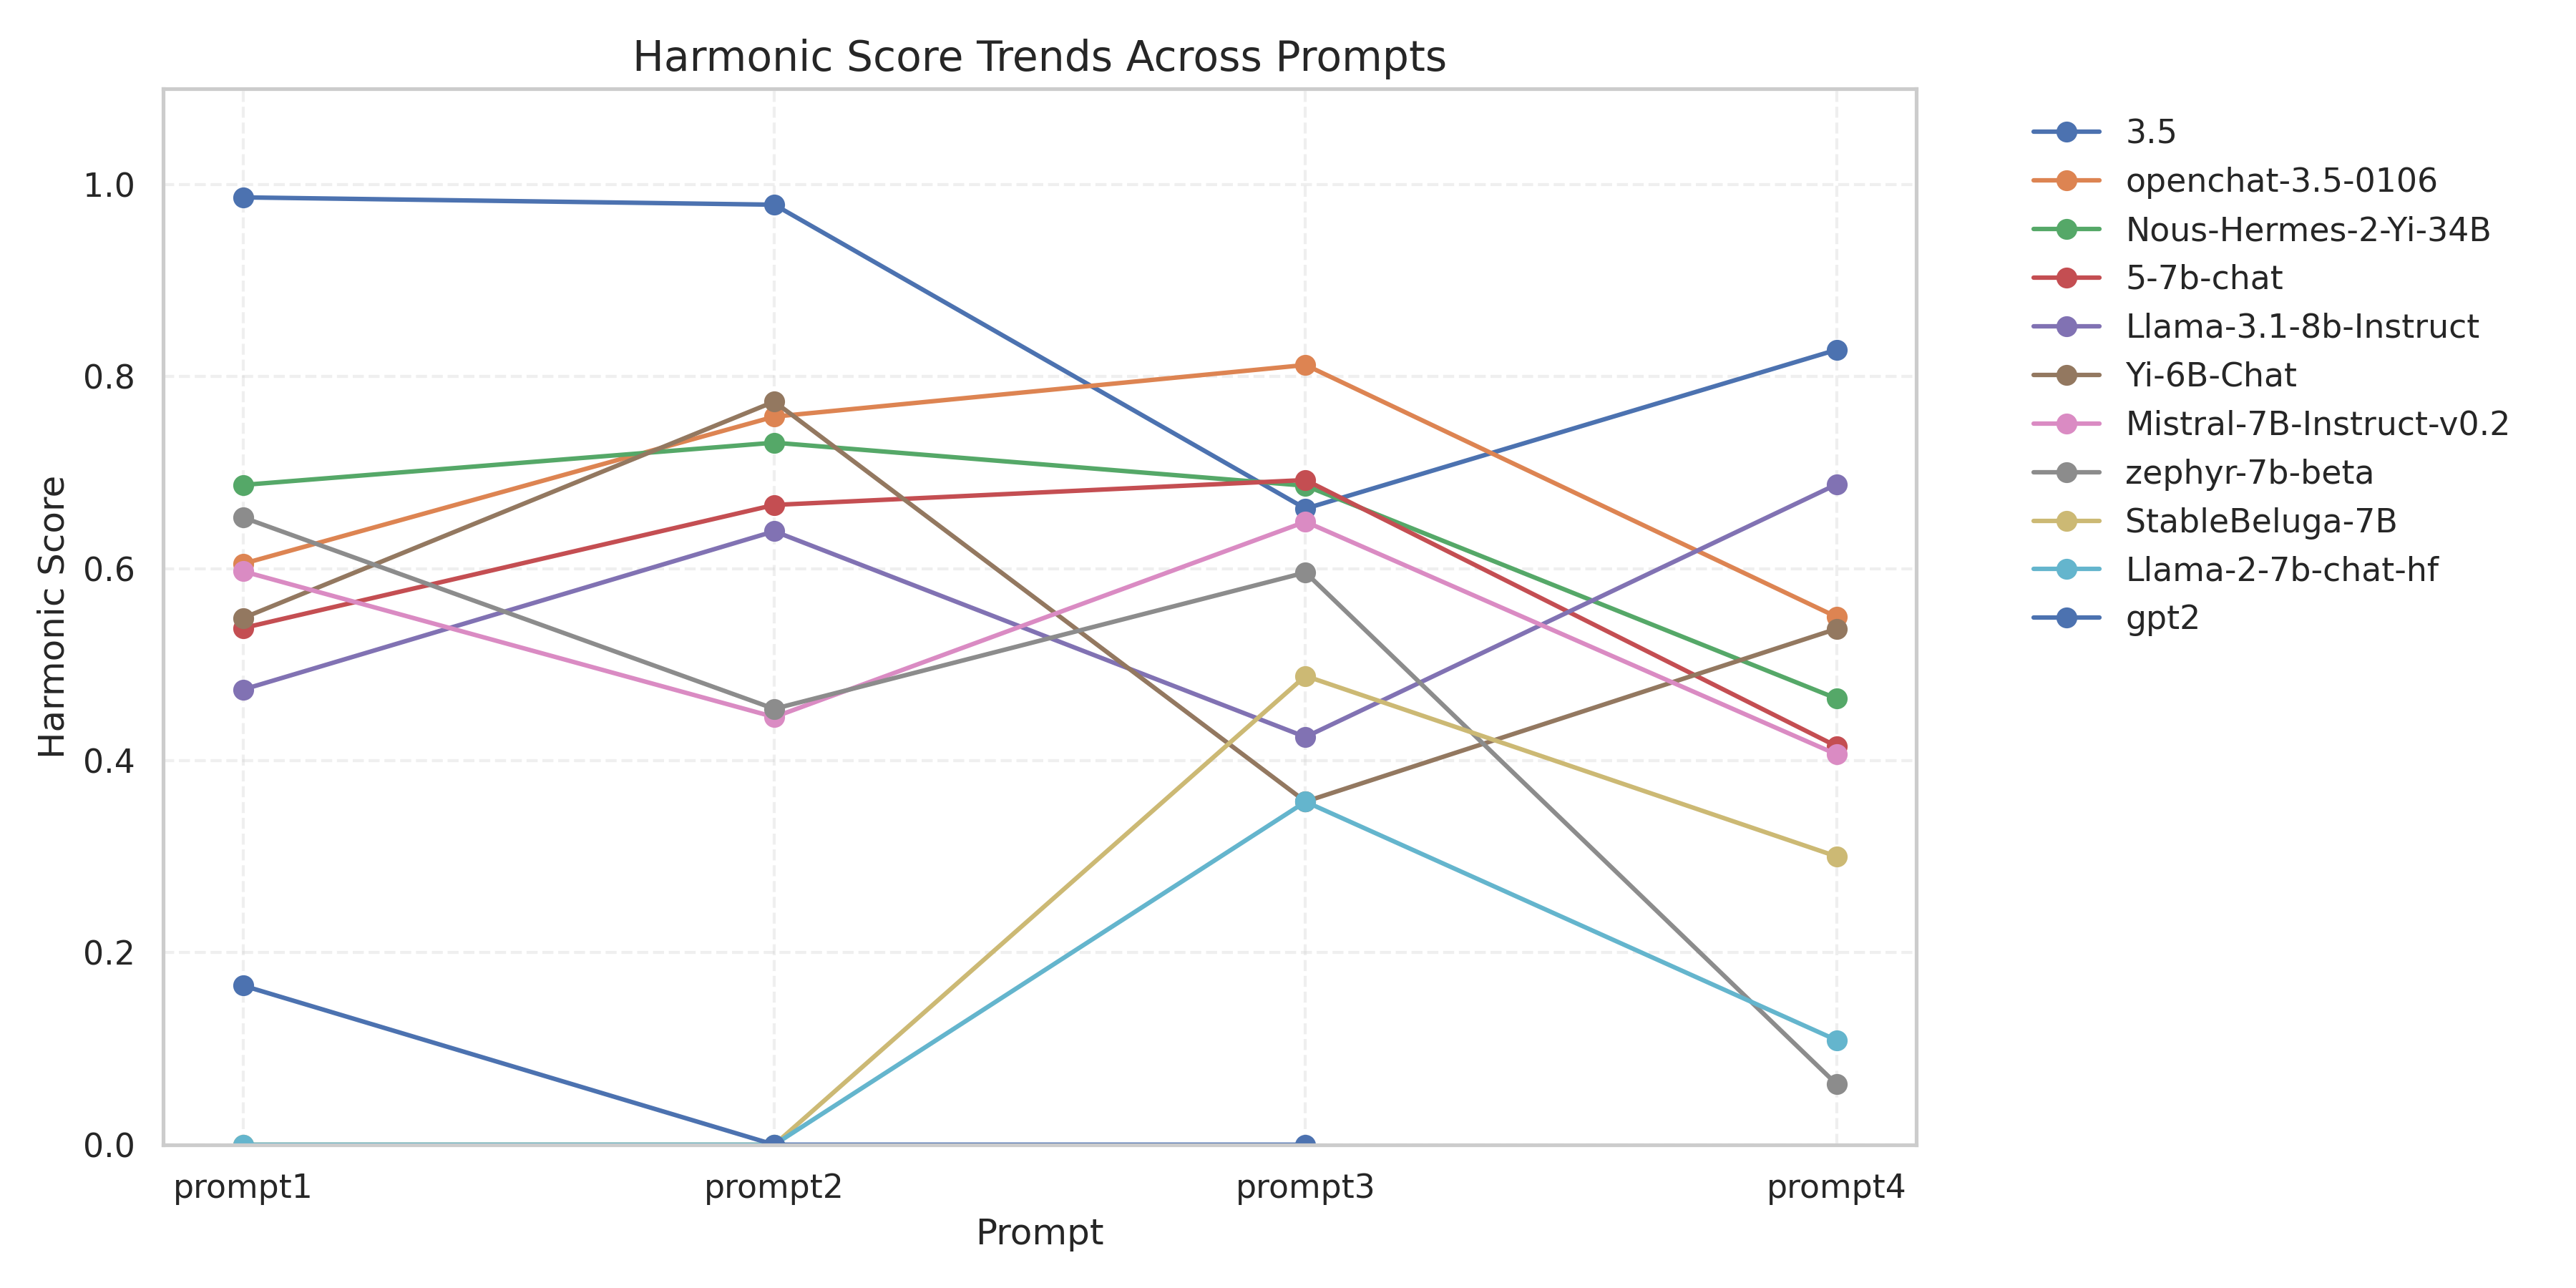 Harmonic Score Trends Across Prompts
Harmonic Score
1.0
0.8
0.6
0.4
0.2
0.0
prompt1
prompt2
prompt3
prompt4
Prompt
3.5
openchat-3.5-0106
Nous-Hermes-2-Yi-34B
5-7b-chat
Llama-3.1-8b-Instruct
Yi-6B-Chat
Mistral-7B-Instruct-v0.2
zephyr-7b-beta
StableBeluga-7B
Llama-2-7b-chat-hf
gpt2